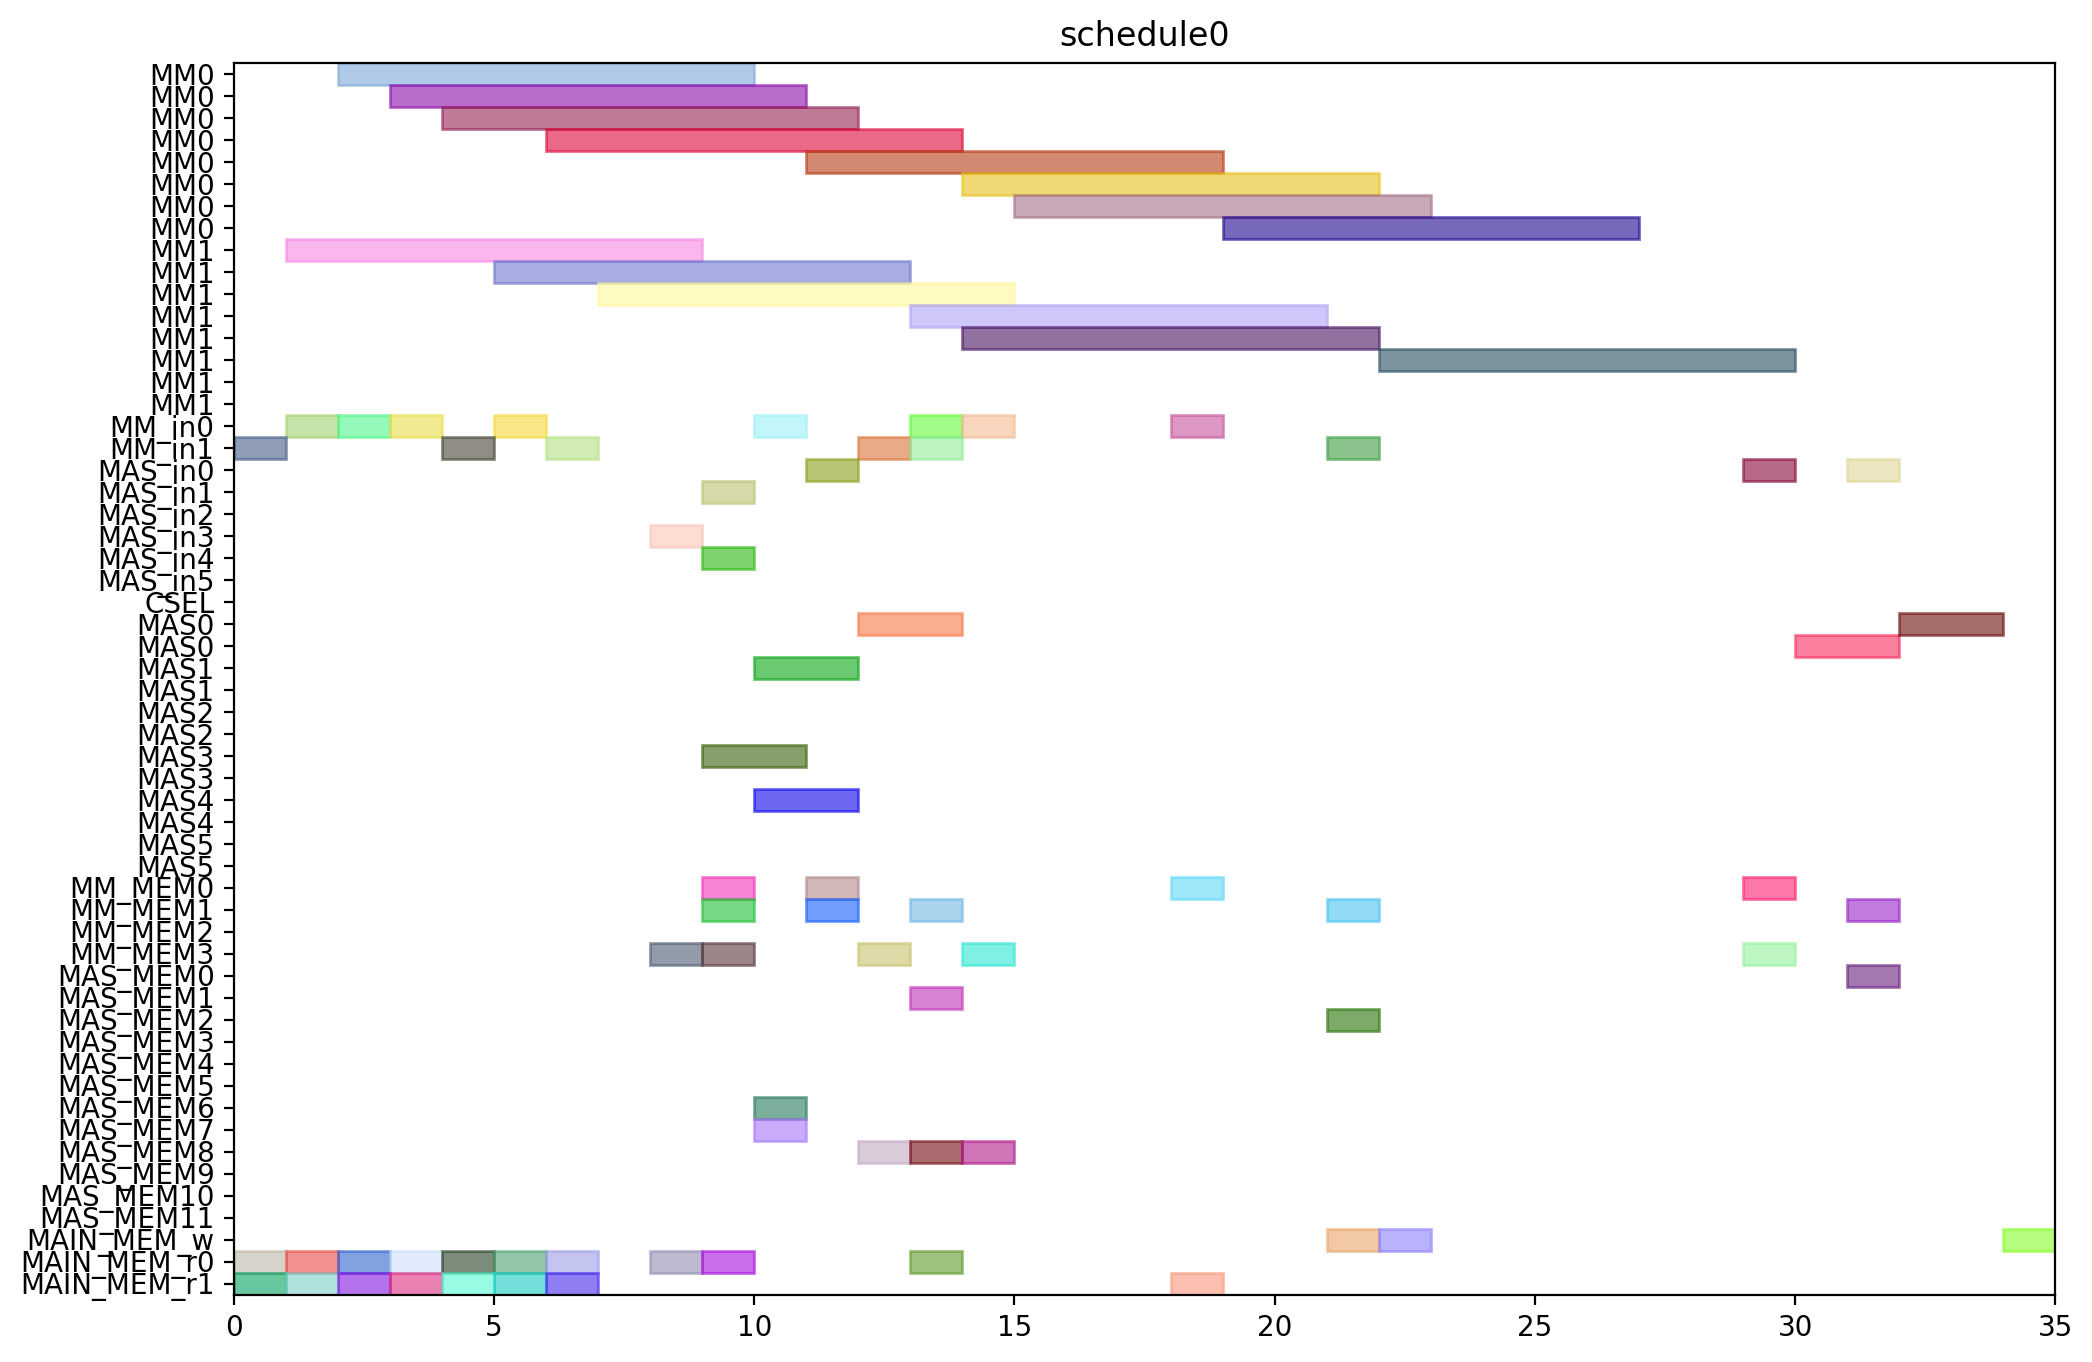 schedule0
MM0
MM0
MM0
MM0
MM0
MM0
MM0
MM0
MM1
MM1
MM1
MM1
MM1
MM1
MM1
MM1
MM_in0
MM_in1
MAS_in0
MAS_in1
MAS_in2
MAS_in3
MAS_in4
MAS_in5
CSEL
MAS0
MAS0
MAS1
MAS1
MAS2
MAS2
MAS3
MAS3
MAS4
MAS4
MAS5
MAS5
MM_MEM0
MM_MEM1
MM_MEM2
MM_MEM3
MAS_MEM0
MAS_MEM1
MAS_MEM2
MAS_MEM3
MAS_MEM4
MAS_MEM5
MAS_MEM6
MAS_MEM7
MAS_MEM8
MAS_MEM9
MAS_MEM10
MAS_MEM11
MAIN_MEM_w
MAIN_MEM_r0
MAIN_MEM_r1
0 5 10 15 20 25 30 35